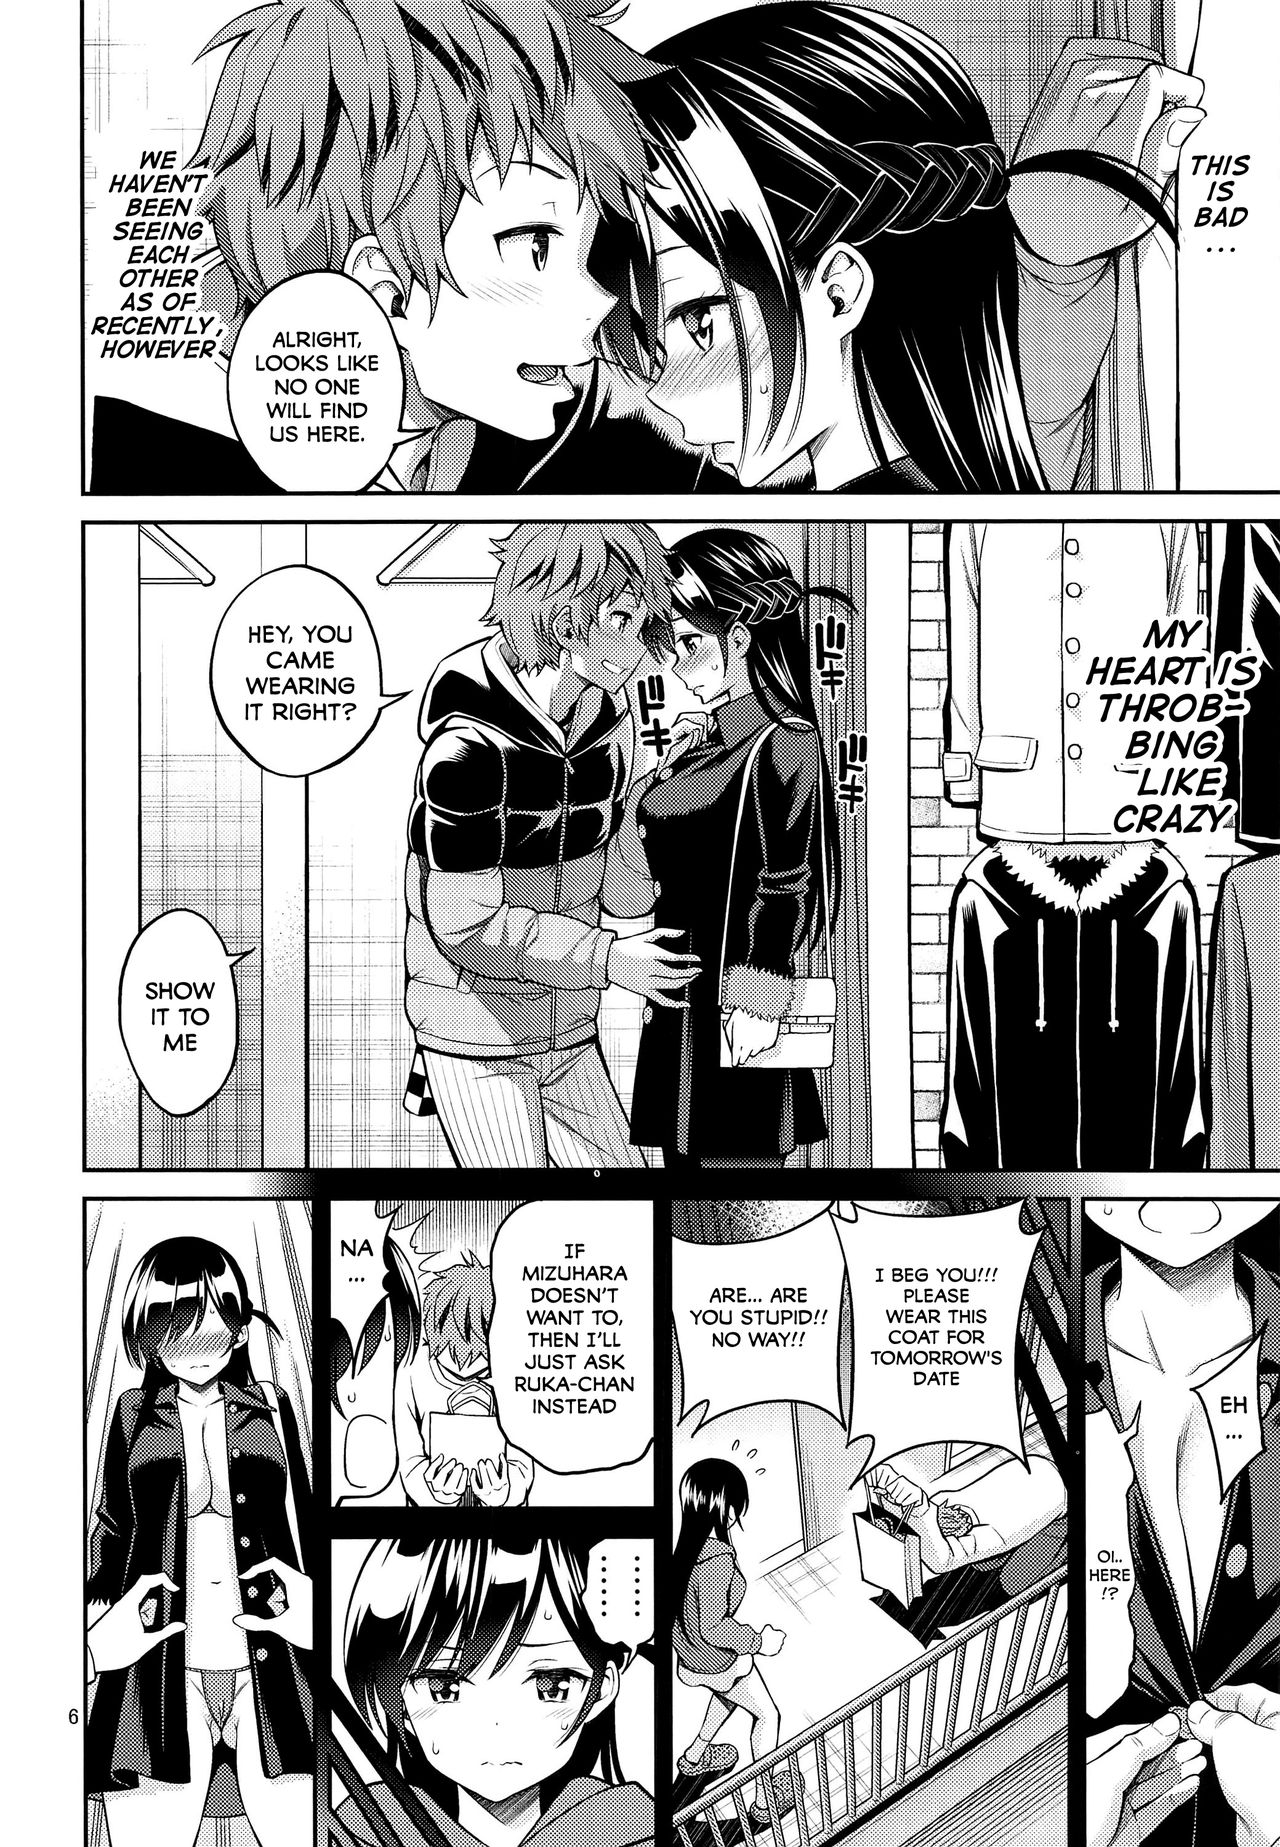 THIS
IS
BAD
...
WE
HAVEN'T
BEEN
SEEING
EACH
OTHER
AS OF
RECENTLY,
HOWEVER
ALRIGHT,
LOOKS LIKE
NO ONE
WILL FIND
US HERE.
MY
HEART IS
THROB-
BING
LIKE
CRAZY
ドキ
ドキ
ドキ
HEY, YOU
CAME
WEARING
IT RIGHT?
SHOW
IT TO
ME
EH
...
OI..
HERE
!?
I BEG YOU!!!
PLEASE
WEAR THIS
COAT FOR
TOMORROW'S
DATE
ARE... ARE
YOU STUPID!!
NO WAY!!
IF
MIZUHARA
DOESN'T
WANT TO,
THEN I'LL
JUST ASK
RUKA-CHAN
INSTEAD
NA
...
......
......
6